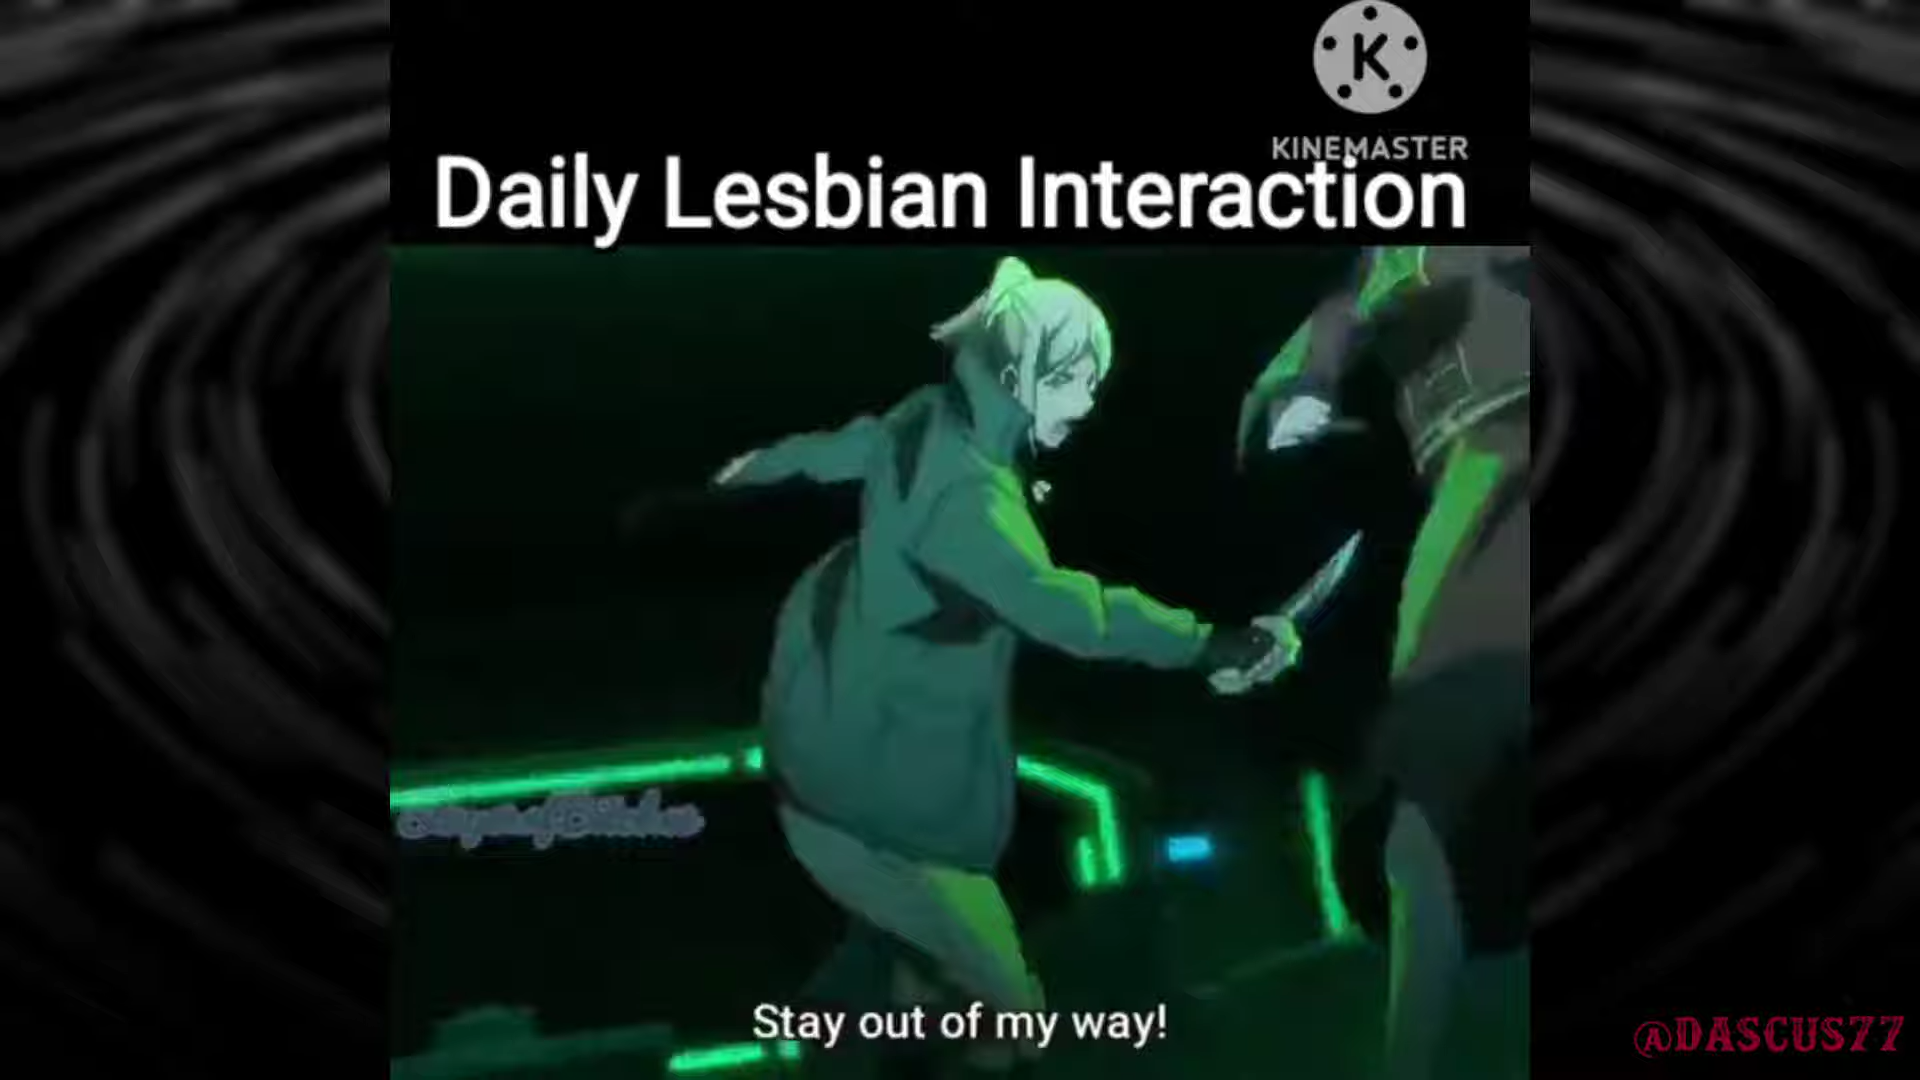 K
KINEMASTER
Daily Lesbian Interaction
Stay out of my way!
@DASCUS77